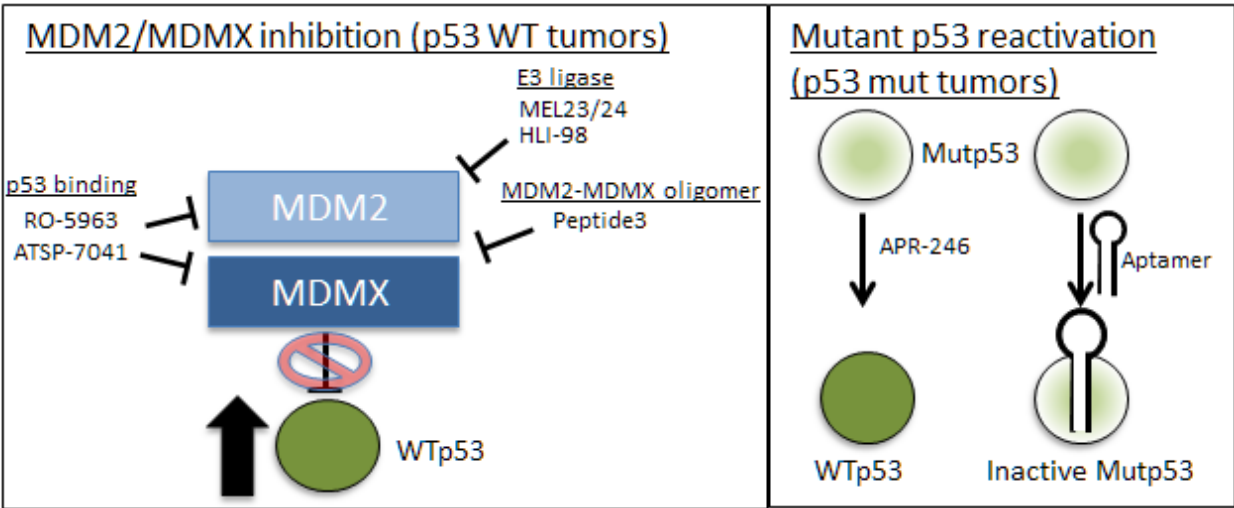 MDM2/MDMX inhibition (p53 WT tumors)
E3 ligase
MEL23/24
HLI-98
p53 binding
RO-5963
ATSP-7041
MDM2
MDM2-MDMX oligomer
Peptide3
MDMX
WTp53
Mutant p53 reactivation
(p53 mut tumors)
Mutp53
APR-246
Aptamer
WTp53
Inactive Mutp53